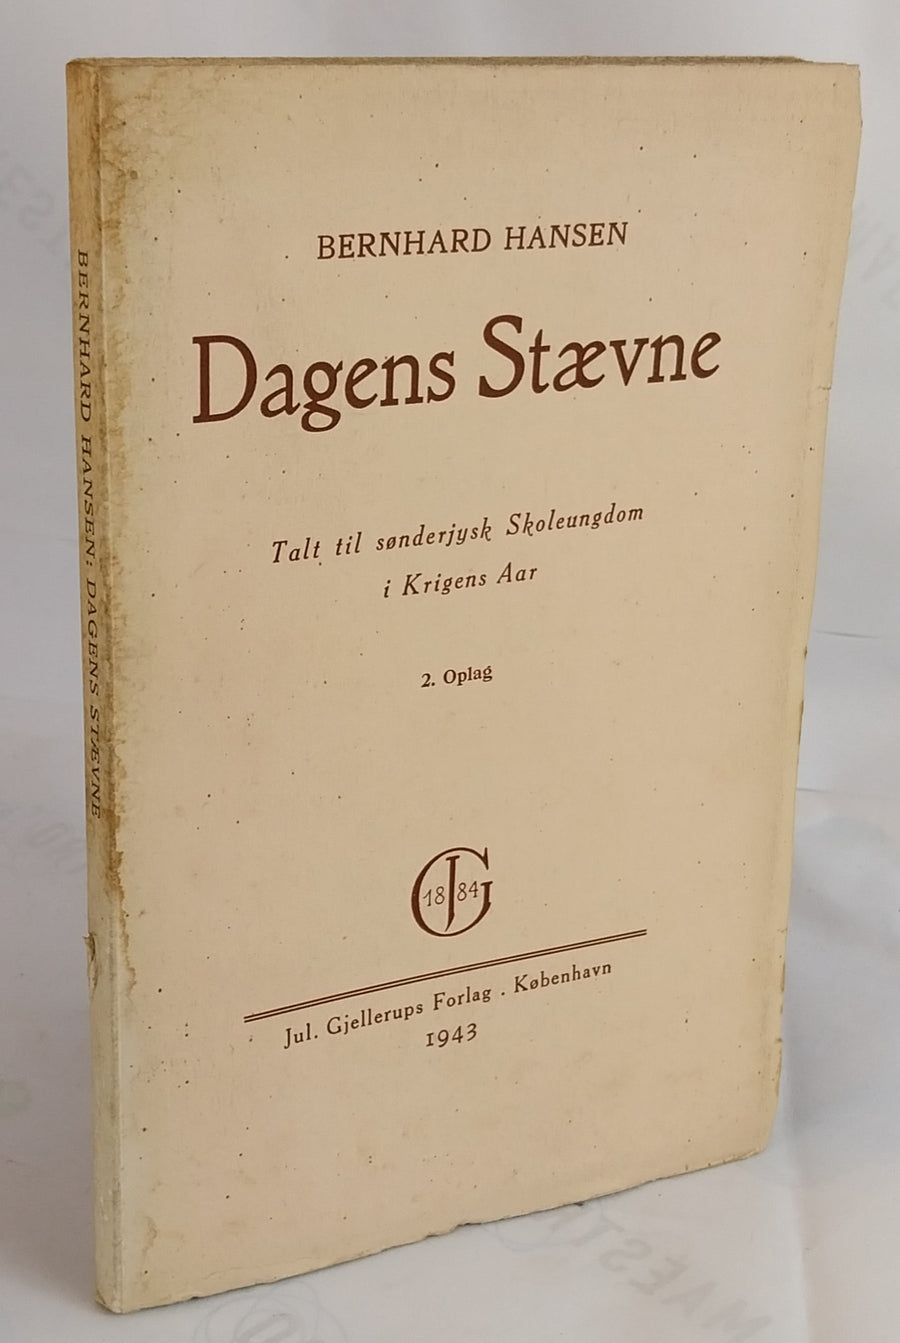 BERNHARD HANSEN
Dagens Stævne
Talt til sønderjysk Skoleungdom
i Krigens Aar
2. Oplag
18 JG 84
Jul. Gjellerups Forlag . København
1943
BERNHARD HANSEN: DAGENS STÆVNE